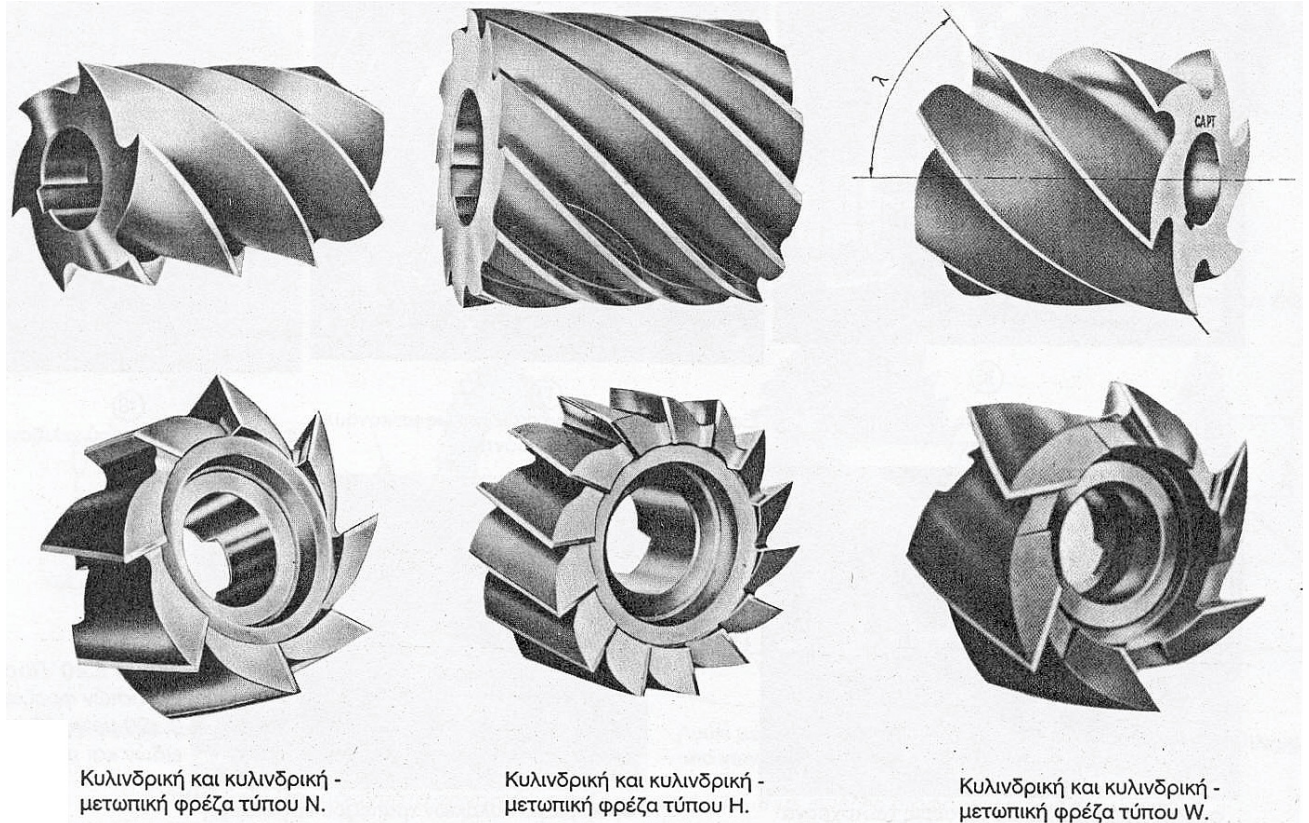 λ
CAPT
Κυλινδρική και κυλινδρική -
μετωπική φρέζα τύπου N.
Κυλινδρική και κυλινδρική -
μετωπική φρέζα τύπου H.
Κυλινδρική και κυλινδρική -
μετωπική φρέζα τύπου W.